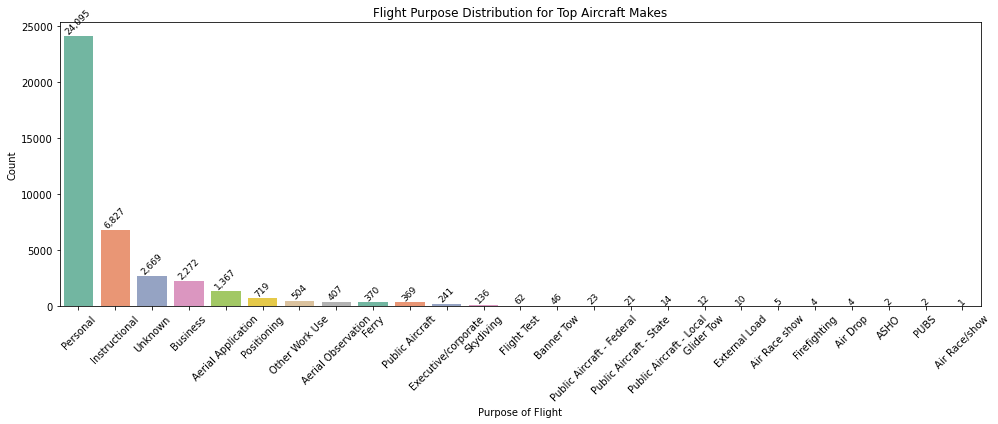 Flight Purpose Distribution for Top Aircraft Makes
Count
25000
20000
15000
10000
5000
0
24,095
6,827
2,669
2,272
1,367
719
504
407
370
369
241
136
62
46
23
21
14
12
10
5
4
4
2
2
1
Personal
Instructional
Unknown
Business
Aerial Application
Positioning
Other Work Use
Aerial Observation
Ferry
Public Aircraft
Executive/corporate
Skydiving
Flight Test
Banner Tow
Public Aircraft - Federal
Public Aircraft - State
Public Aircraft - Local
Glider Tow
External Load
Air Race show
Firefighting
Air Drop
ASHO
PUBS
Air Race/show
Purpose of Flight